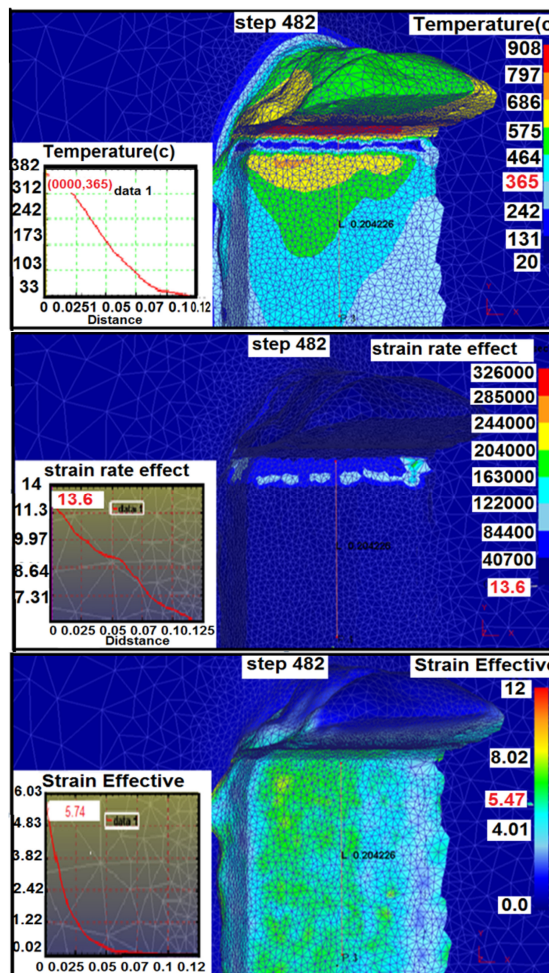 step 482
Temperature(c)
908
797
686
575
464
365
242
131
20
Temperature(c)
382
312
242
173
103
33
(0000,365)
data 1
0 0.025 0.05 0.07 0.1 0.12
Distance
L 0.204226
P 1
Y
X
step 482
strain rate effect
326000
285000
244000
204000
163000
122000
84400
40700
13.6
strain rate effect
14
11.3
9.97
8.64
7.31
13.6
data 1
0 0.025 0.05 0.07 0.10 0.125
Didstance
L 0.204226
X
step 482
Strain Effective
12
8.02
5.47
4.01
0.0
Strain Effective
6.03
4.83
3.82
2.42
1.22
0.02
5.74
data 1
0 0.025 0.05 0.1 0.12
Distance
L 0.204226
P 1
X